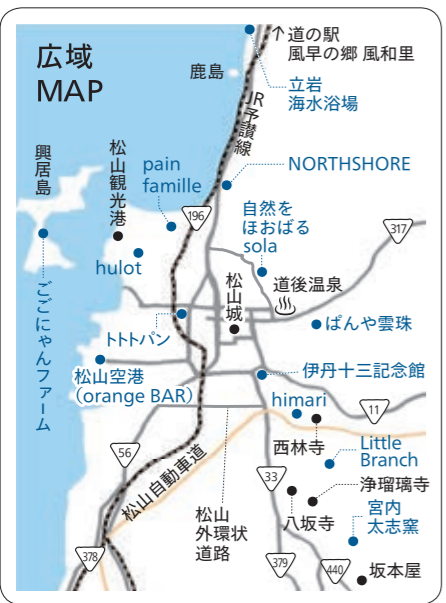 広域
MAP
↑道の駅
風早の郷 風和里
鹿島
立岩
海水浴場
JR予讃線
興居島
松山観光港
pain
famille
NORTHSHORE
196
自然を
ほおばる
sola
317
hulot
松山城
道後温泉
ごごにゃんファーム
トトトパン
ぱんや雲珠
松山空港
（orange BAR）
伊丹十三記念館
himari
11
西林寺
56
松山自動車道
Little
Branch
33
浄瑠璃寺
松山
外環状
道路
八坂寺
宮内
太志窯
378
379
440
坂本屋